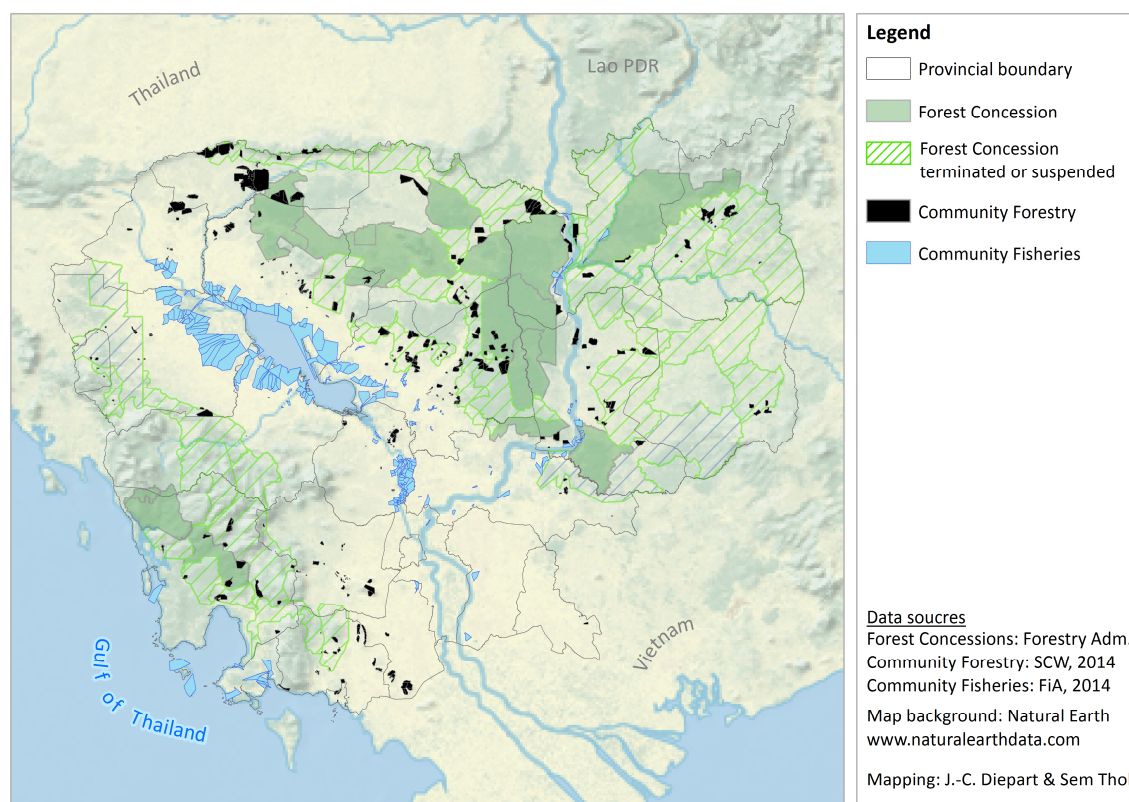 Thailand
Lao PDR
Vietnam
Gulf of Thailand
Legend
Provincial boundary
Forest Concession
Forest Concession
terminated or suspended
Community Forestry
Community Fisheries
Data soucres
Forest Concessions: Forestry Adm.
Community Forestry: SCW, 2014
Community Fisheries: FiA, 2014
Map background: Natural Earth
www.naturalearthdata.com
Mapping: J.-C. Diepart & Sem Thol